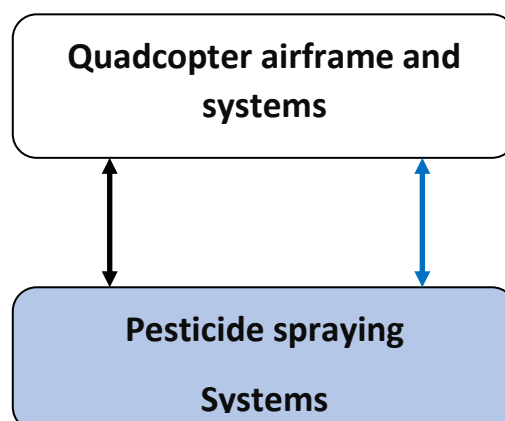 Quadcopter airframe and
systems
Pesticide spraying
Systems